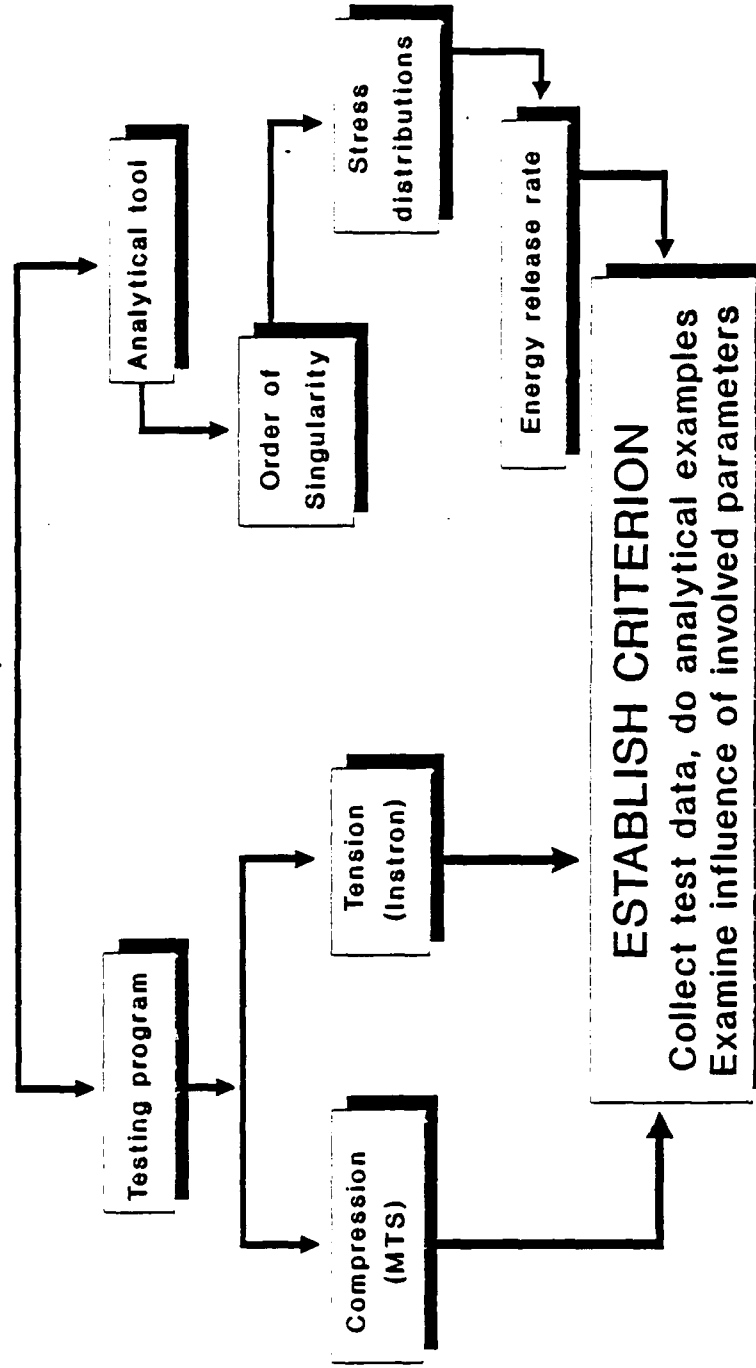 Testing program
Analytical tool
Compression
(MTS)
Tension
(Instron)
Order of
Singularity
Stress
distributions
Energy release rate
ESTABLISH CRITERION
Collect test data, do analytical examples
Examine influence of involved parameters